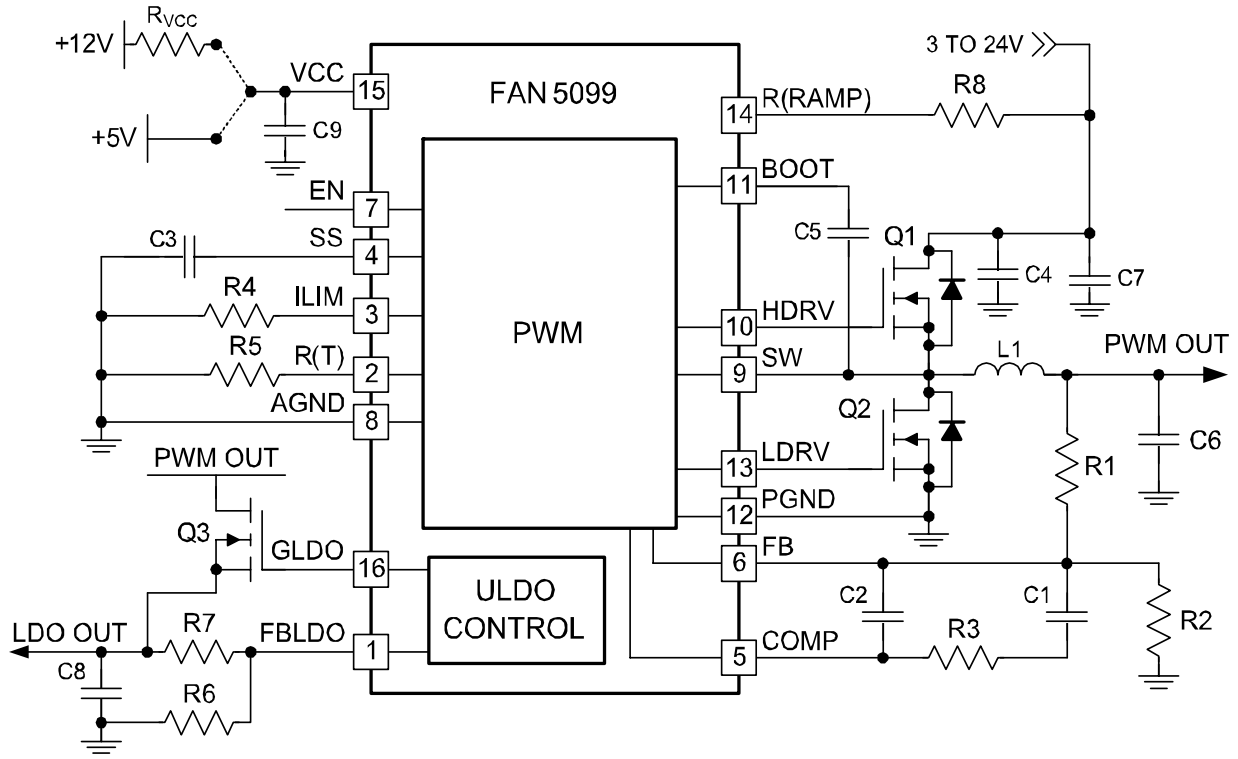 RVCC
+12V
VCC
15
C9
+5V
EN
7
C3
SS
4
R4
ILIM
3
R5
R(T)
2
AGND
8
PWM OUT
Q3
GLDO
16
LDO OUT
R7
FBLDO
1
C8
R6
FAN 5099
PWM
ULDO
CONTROL
3 TO 24V
14
R(RAMP)
R8
11
BOOT
C5
Q1
C4
C7
10
HDRV
9
SW
L1
PWM OUT
Q2
13
LDRV
12
PGND
R1
C6
6
FB
C2
C1
R2
5
COMP
R3